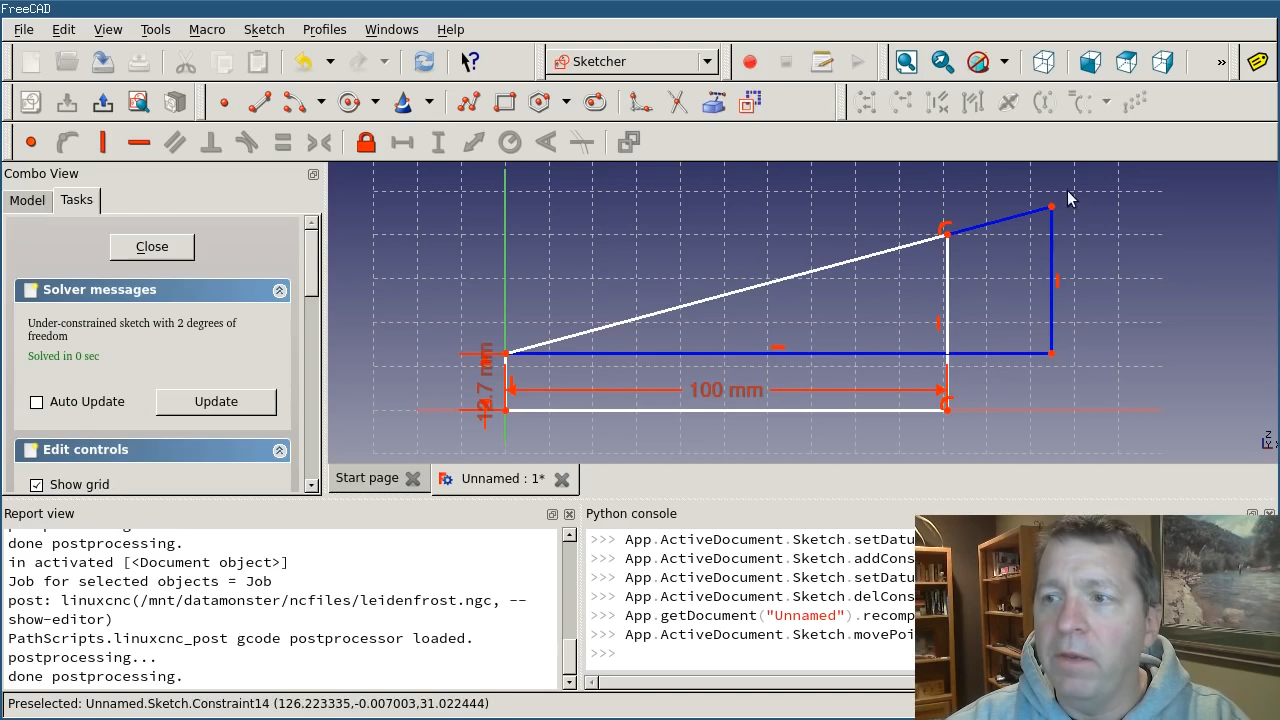 FreeCAD
File Edit View Tools Macro Sketch Profiles Windows Help
Sketcher
»
Combo View
Model Tasks
Close
Solver messages
Under-constrained sketch with 2 degrees of
freedom
Solved in 0 sec
Auto Update Update
Edit controls
Show grid
100 mm
Z
Start page Unnamed : 1*
Report view
done postprocessing.
in activated [<Document object>]
Job for selected objects = Job
post: linuxcnc(/mnt/datamonster/ncfiles/leidenfrost.ngc, --
show-editor)
PathScripts.linuxcnc_post gcode postprocessor loaded.
postprocessing...
done postprocessing.
Python console
>>> App.ActiveDocument.Sketch.setDatu
>>> App.ActiveDocument.Sketch.addCons
>>> App.ActiveDocument.Sketch.setDatu
>>> App.ActiveDocument.Sketch.delCons
>>> App.getDocument("Unnamed").recomp
>>> App.ActiveDocument.Sketch.movePoi
>>>
Preselected: Unnamed.Sketch.Constraint14 (126.223335,-0.007003,31.022444)